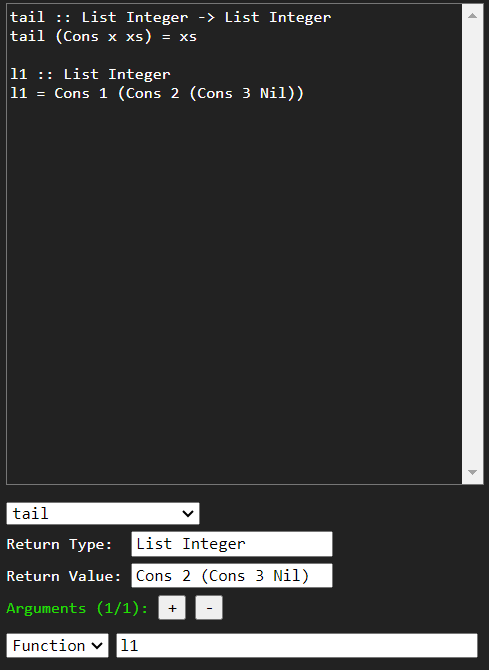 tail :: List Integer -> List Integer
tail (Cons x xs) = xs

l1 :: List Integer
l1 = Cons 1 (Cons 2 (Cons 3 Nil))

tail
Return Type: List Integer
Return Value: Cons 2 (Cons 3 Nil)
Arguments (1/1): + -
Function l1